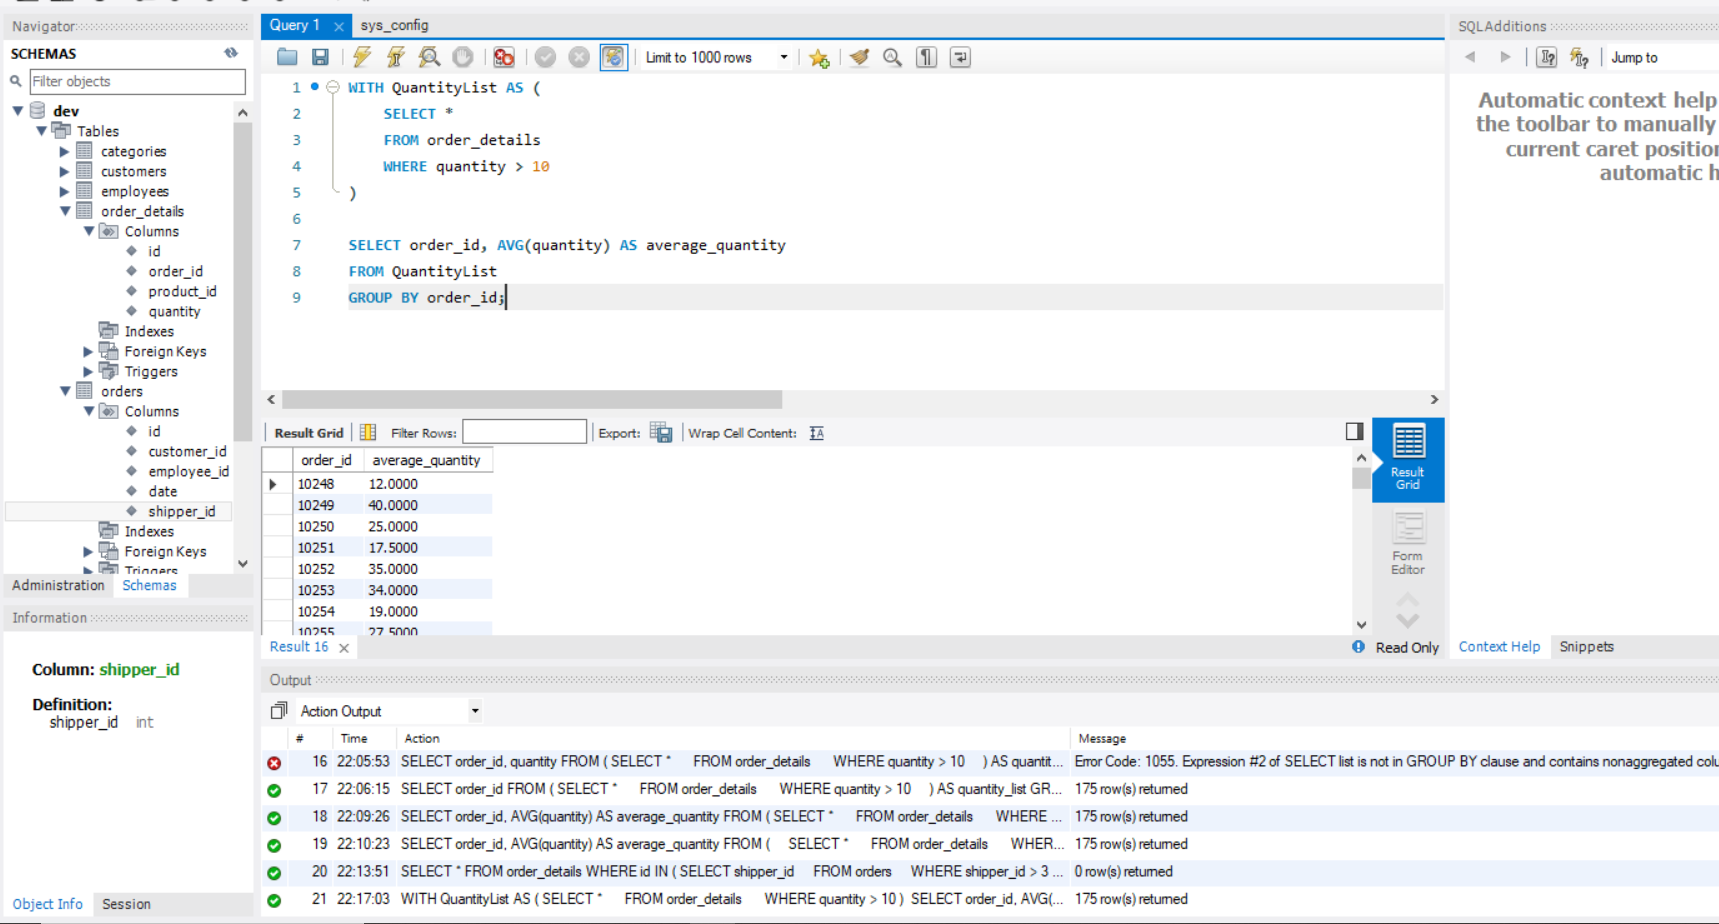 Navigator
SCHEMAS
Filter objects
dev
Tables
categories
customers
employees
order_details
Columns
id
order_id
product_id
quantity
Indexes
Foreign Keys
Triggers
orders
Columns
id
customer_id
employee_id
date
shipper_id
Indexes
Foreign Keys
Triggers
Administration Schemas
Information
Column: shipper_id
Definition:
shipper_id int
Object Info Session
Query 1 sys_config
Limit to 1000 rows
1 WITH QuantityList AS (
2 SELECT *
3 FROM order_details
4 WHERE quantity > 10
5 )
6
7 SELECT order_id, AVG(quantity) AS average_quantity
8 FROM QuantityList
9 GROUP BY order_id;
Result Grid Filter Rows: Export: Wrap Cell Content: IA
order_id average_quantity
10248 12.0000
10249 40.0000
10250 25.0000
10251 17.5000
10252 35.0000
10253 34.0000
10254 19.0000
10255 27.5000
Result Grid
Form Editor
Result 16 Read Only
Output
Action Output
# Time Action Message
16 22:05:53 SELECT order_id, quantity FROM ( SELECT * FROM order_details WHERE quantity > 10 ) AS quantit... Error Code: 1055. Expression #2 of SELECT list is not in GROUP BY clause and contains nonaggregated colu
17 22:06:15 SELECT order_id FROM ( SELECT * FROM order_details WHERE quantity > 10 ) AS quantity_list GR... 175 row(s) returned
18 22:09:26 SELECT order_id, AVG(quantity) AS average_quantity FROM ( SELECT * FROM order_details WHERE ... 175 row(s) returned
19 22:10:23 SELECT order_id, AVG(quantity) AS average_quantity FROM ( SELECT * FROM order_details WHER... 175 row(s) returned
20 22:13:51 SELECT * FROM order_details WHERE id IN ( SELECT shipper_id FROM orders WHERE shipper_id > 3 ... 0 row(s) returned
21 22:17:03 WITH QuantityList AS ( SELECT * FROM order_details WHERE quantity > 10 ) SELECT order_id, AVG(... 175 row(s) returned
SQLAdditions
Jump to
Automatic context help
the toolbar to manually
current caret position
automatic h
Context Help Snippets